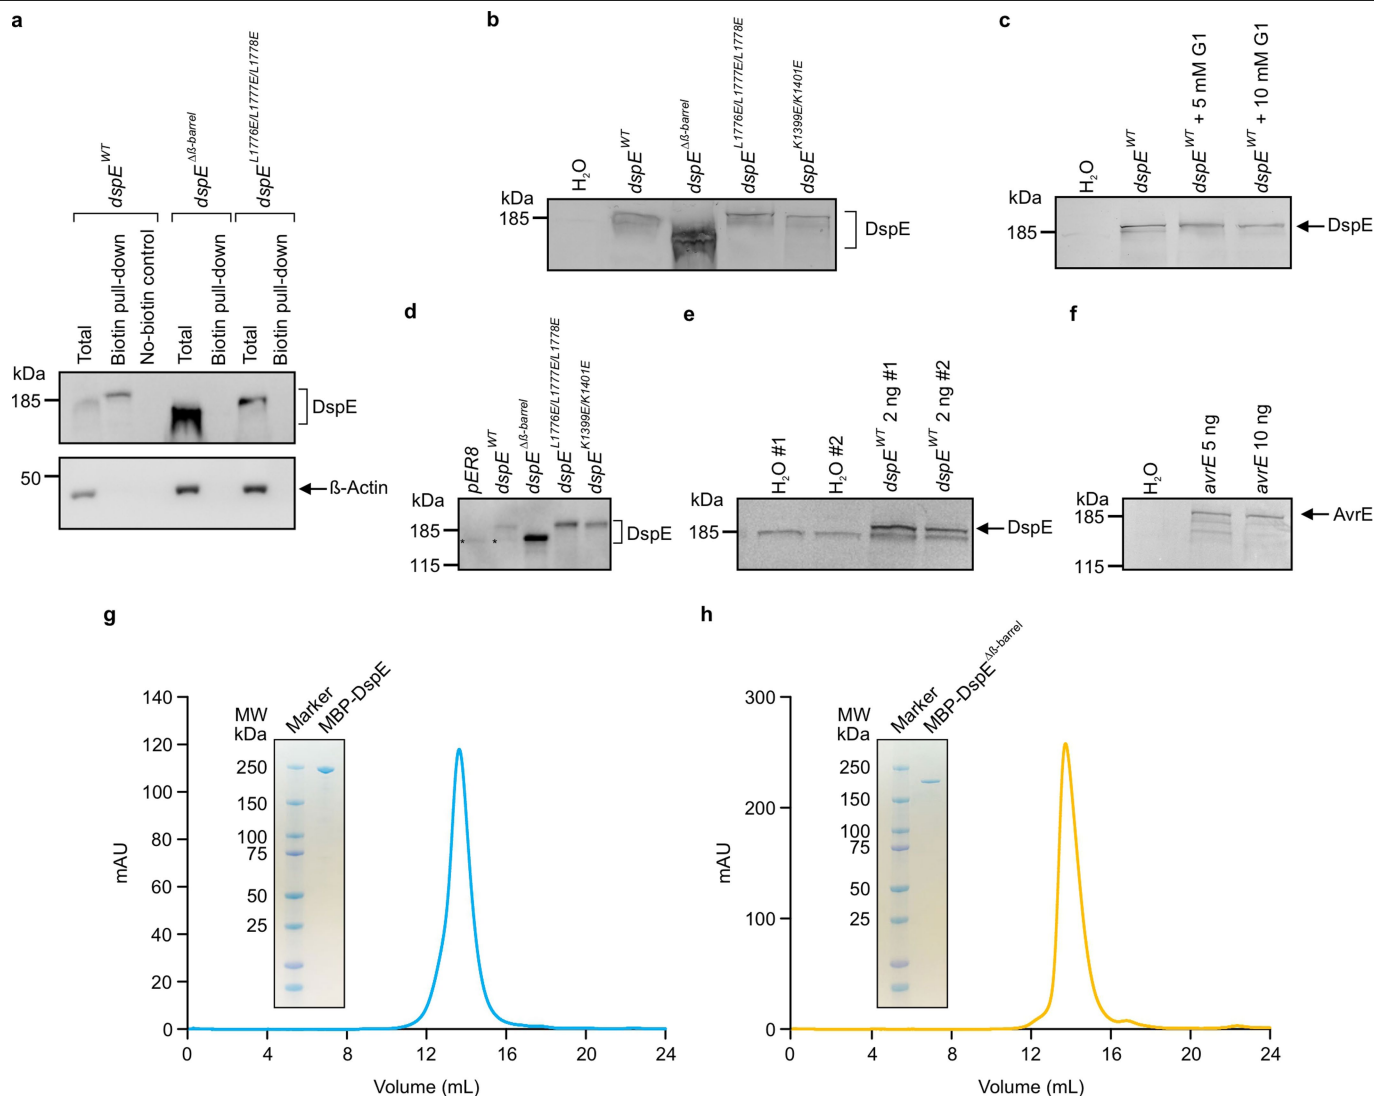 a
dspE^WT
dspE^Δß-barrel
dspE^L1776E/L1777E/L1778E
Total
Biotin pull-down
No-biotin control
Total
Biotin pull-down
Total
Biotin pull-down
kDa
185
DspE
50
ß-Actin
b
H₂O
dspE^WT
dspE^Δß-barrel
dspE^L1776E/L1777E/L1778E
dspE^K1399E/K1401E
kDa
185
DspE
c
H₂O
dspE^WT
dspE^WT + 5 mM G1
dspE^WT + 10 mM G1
kDa
185
DspE
d
pER8
dspE^WT
dspE^Δß-barrel
dspE^L1776E/L1777E/L1778E
dspE^K1399E/K1401E
kDa
185
* *
115
DspE
e
H₂O #1
H₂O #2
dspE^WT 2 ng #1
dspE^WT 2 ng #2
kDa
185
DspE
f
H₂O
avrE 5 ng
avrE 10 ng
kDa
185
115
AvrE
g
mAU
140
120
100
80
60
40
20
0
0 4 8 12 16 20 24
Volume (mL)
MW
kDa
Marker
MBP-DspE
250
150
100
75
50
25
h
mAU
300
200
100
0
0 4 8 12 16 20 24
Volume (mL)
MW
kDa
Marker
MBP-DspE^Δß-barrel
250
150
100
75
50
25